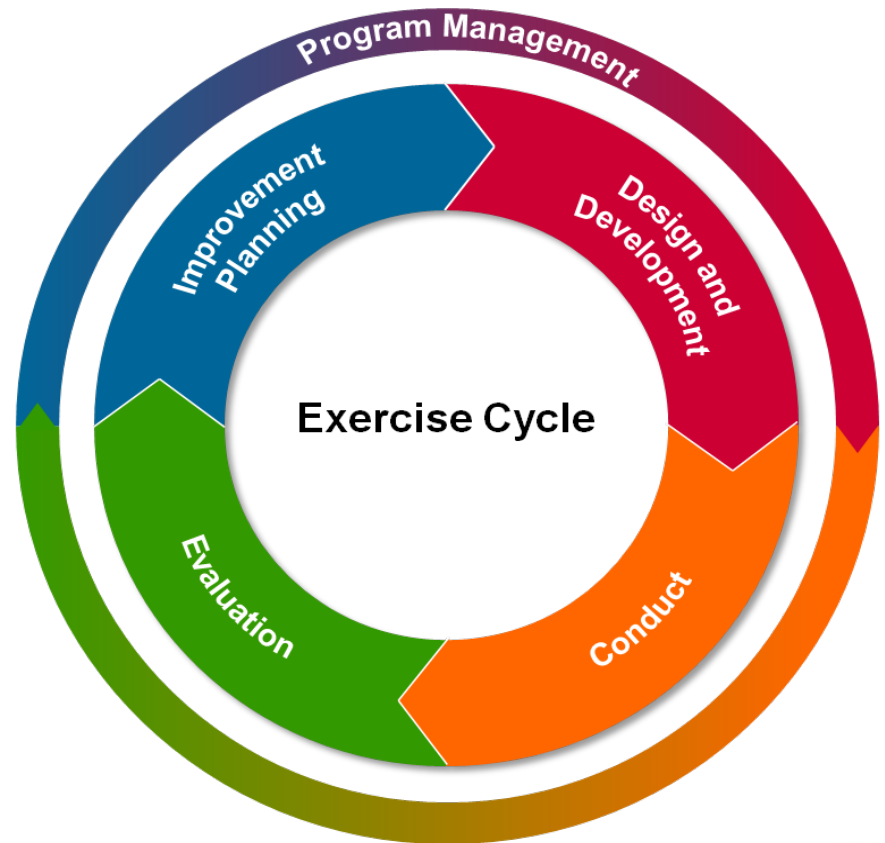 Program Management
Improvement
Planning
Design and
Development
Exercise Cycle
Evaluation
Conduct